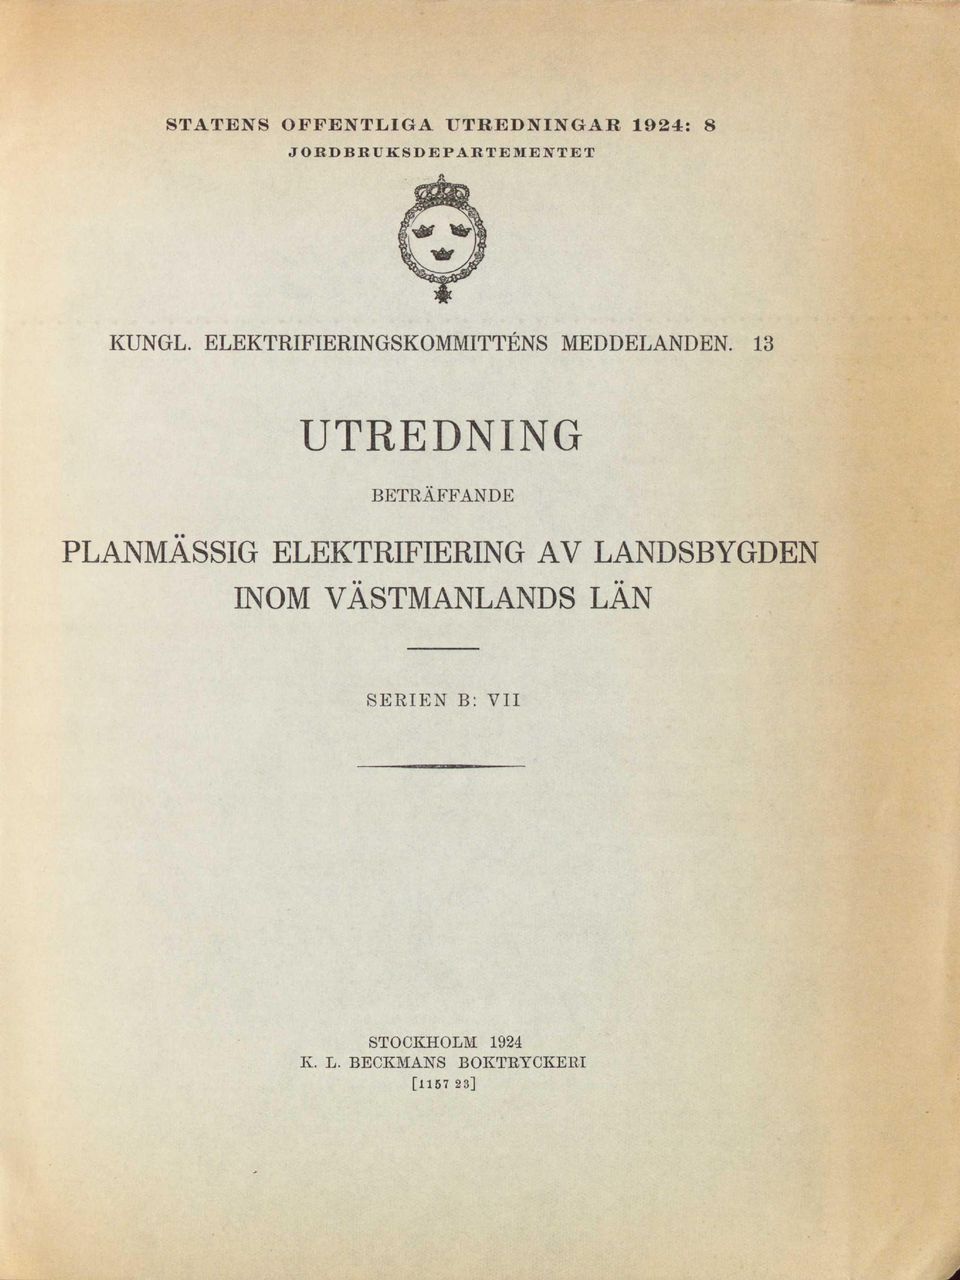 STATENS OFFENTLIGA UTREDNINGAR 1924: 8
JORDBRUKSDEPARTEMENTET
KUNGL. ELEKTRIFIERINGSKOMMITTÉNS MEDDELANDEN. 13
UTREDNING
BETRÄFFANDE
PLANMÄSSIG ELEKTRIFIERING AV LANDSBYGDEN
INOM VÄSTMANLANDS LÄN
SERIEN B: VII
STOCKHOLM 1924
K. L. BECKMANS BOKTRYCKERI
[1157 23]